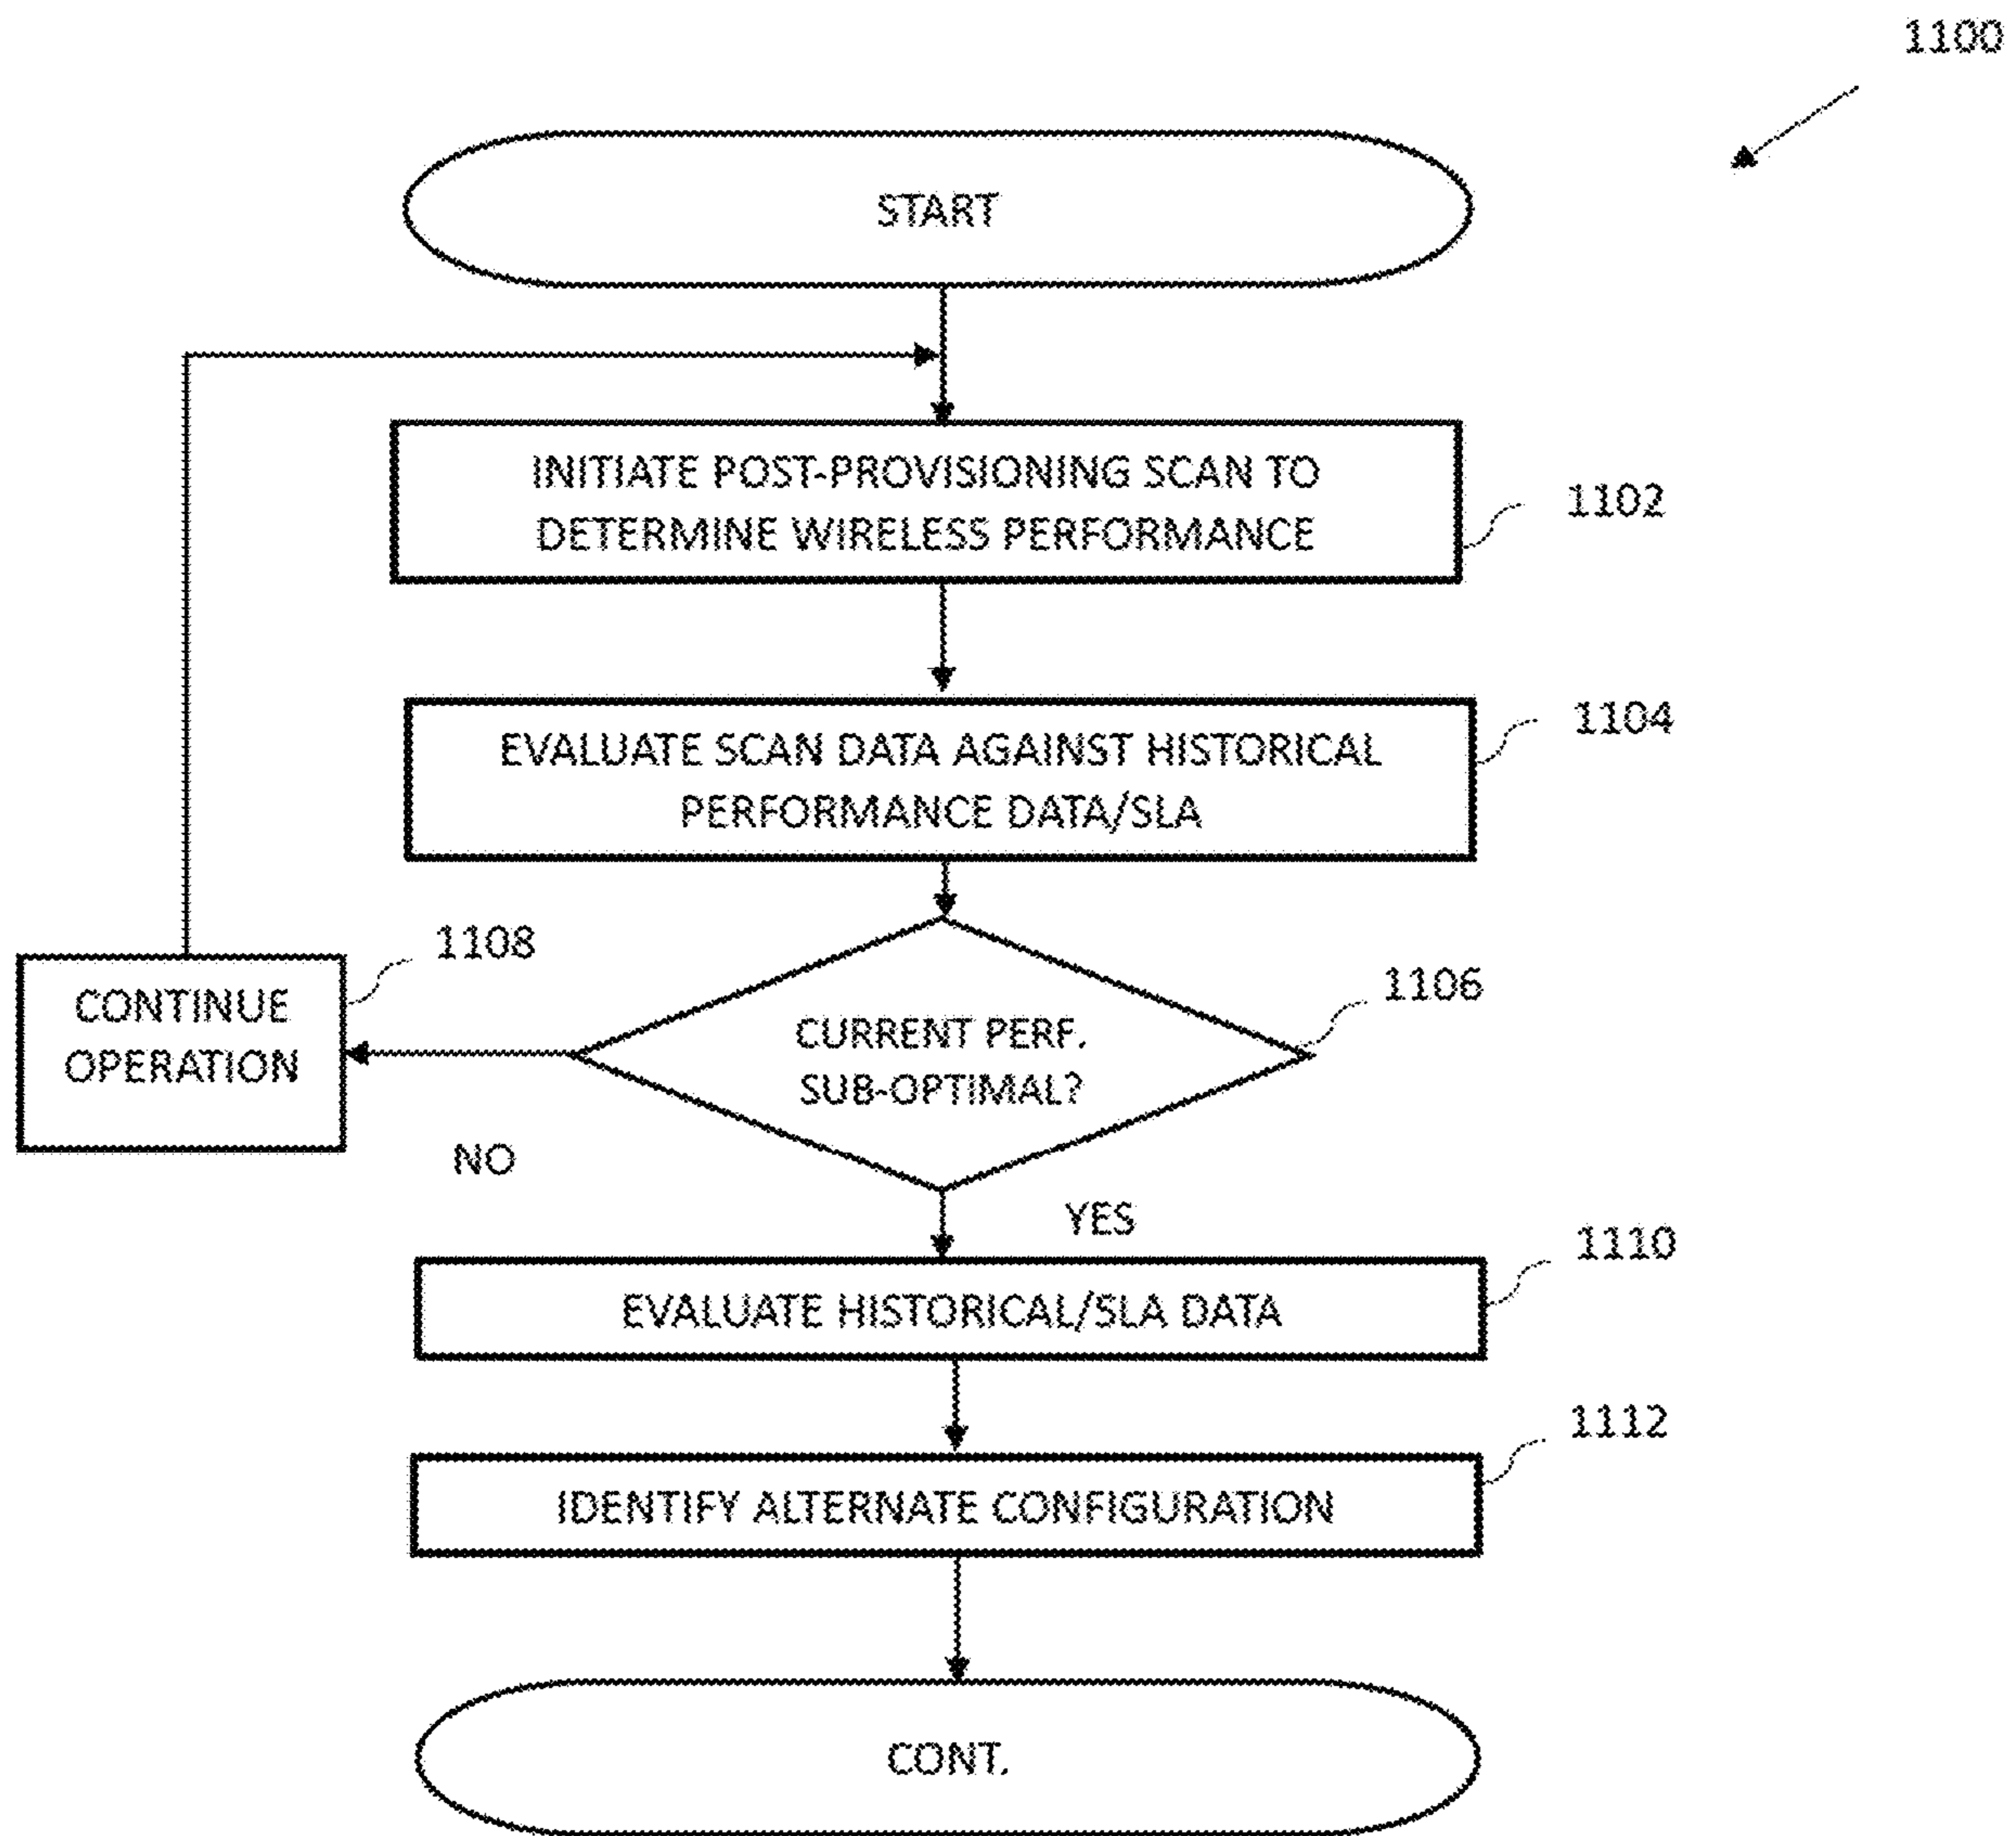 1100
START
INITIATE POST-PROVISIONING SCAN TO
DETERMINE WIRELESS PERFORMANCE
1102
EVALUATE SCAN DATA AGAINST HISTORICAL
PERFORMANCE DATA/SLA
1104
1108
CONTINUE
OPERATION
1106
CURRENT PERF.
SUB-OPTIMAL?
NO
YES
1110
EVALUATE HISTORICAL/SLA DATA
1112
IDENTIFY ALTERNATE CONFIGURATION
CONT.